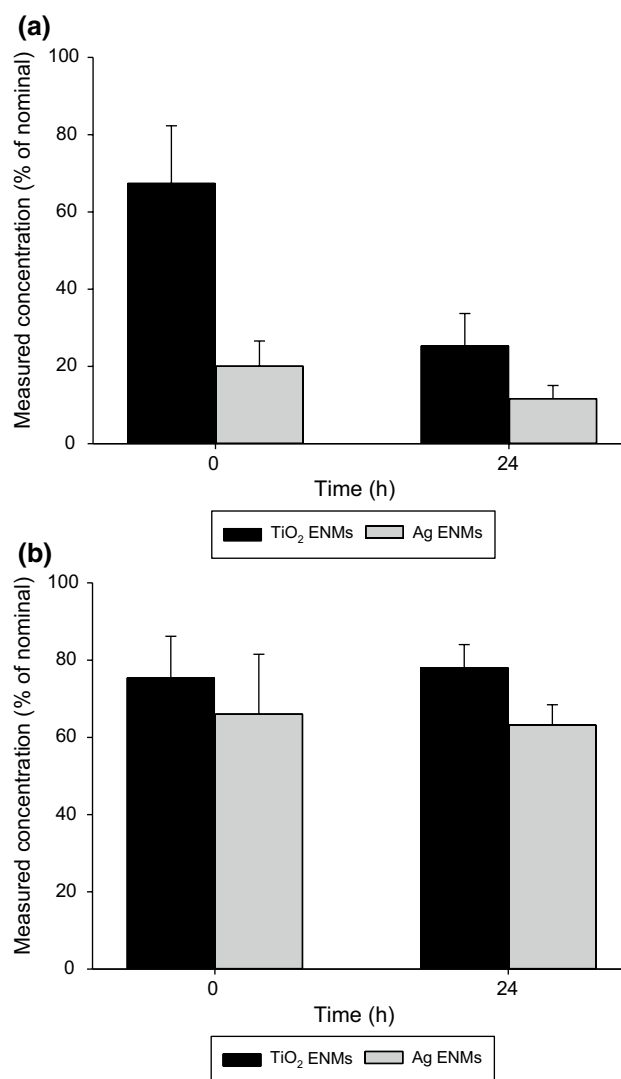 (a)
Measured concentration (% of nominal)
100
80
60
40
20
0
0 24
Time (h)
TiO₂ ENMs Ag ENMs
(b)
Measured concentration (% of nominal)
100
80
60
40
20
0
0 24
Time (h)
TiO₂ ENMs Ag ENMs